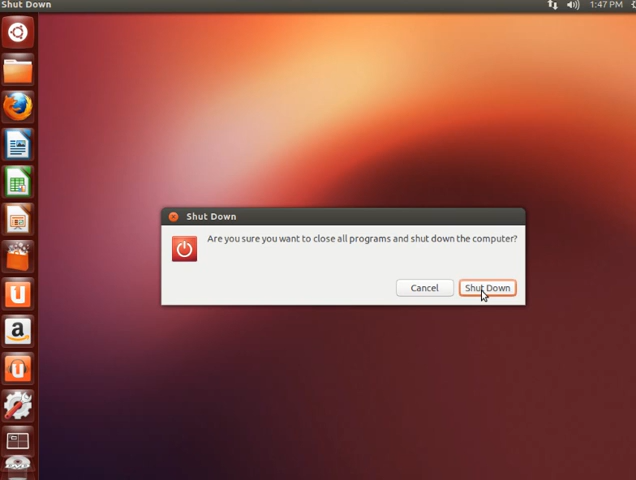 Shut Down
1:47 PM
Shut Down
Are you sure you want to close all programs and shut down the computer?
Cancel
Shut Down
U
a
U